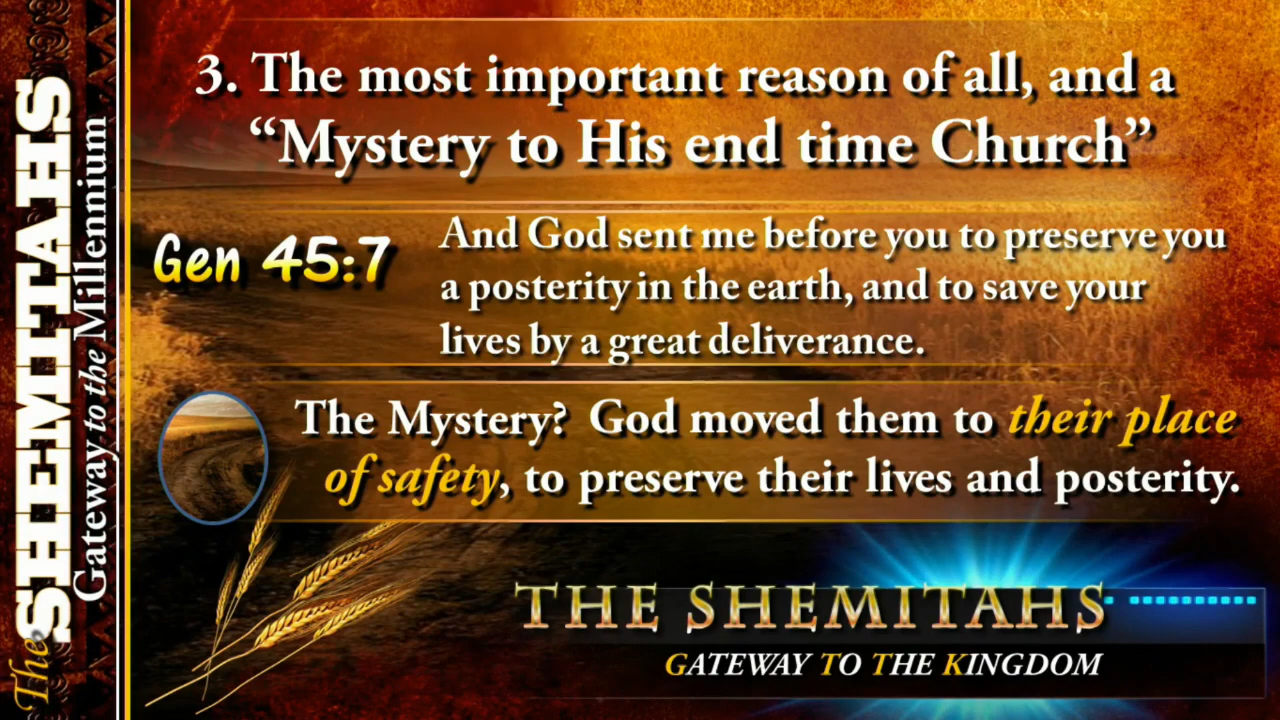 The SHEMITAHS
Gateway to the Millennium
3. The most important reason of all, and a
“Mystery to His end time Church”
Gen 45:7
And God sent me before you to preserve you
a posterity in the earth, and to save your
lives by a great deliverance.
The Mystery? God moved them to their place
of safety, to preserve their lives and posterity.
THE SHEMITAHS
GATEWAY TO THE KINGDOM